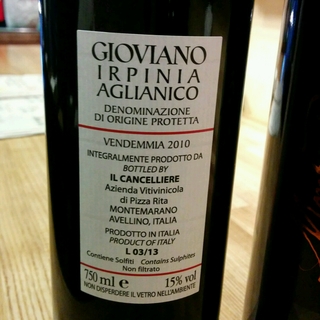 GIOVIANO
IRPINIA
AGLIANICO
DENOMINAZIONE
DI ORIGINE PROTETTA
VENDEMMIA 2010
INTEGRALMENTE PRODOTTO DA
BOTTLED BY
IL CANCELLIERE
Azienda Vitivinicola
di Pizza Rita
MONTEMARANO
AVELLINO, ITALIA
PRODOTTO IN ITALIA
PRODUCT OF ITALY
L 03/13
Contiene Solfiti Contains Sulphites
Non filtrato
750 ml e 15% vol
NON DISPERDERE IL VETRO NELL'AMBIENTE